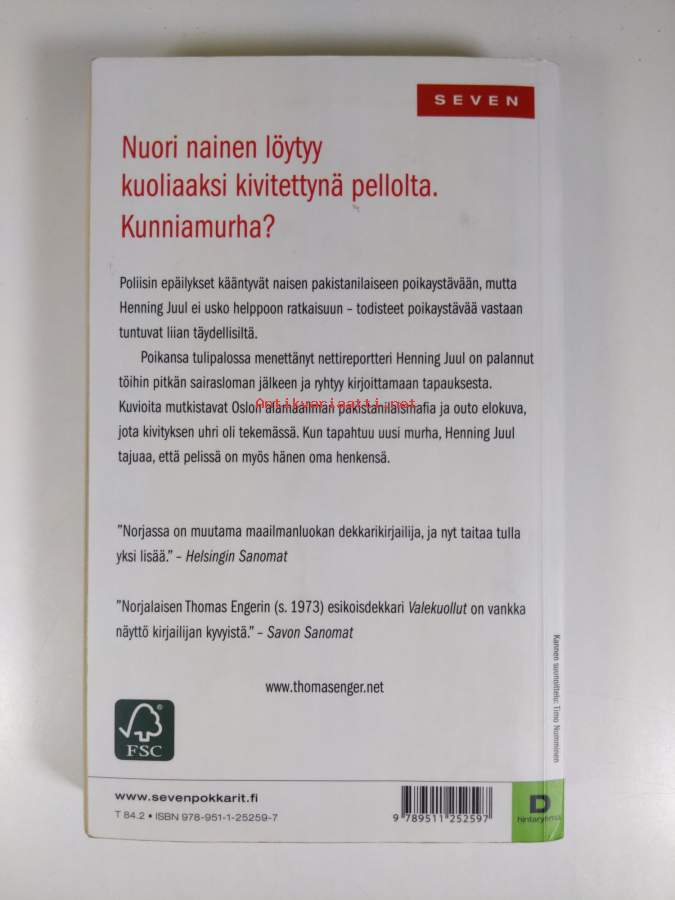 SEVEN
Nuori nainen löytyy
kuoliaaksi kivitettynä pellolta.
Kunniamurha?
Poliisin epäilykset kääntyvät naisen pakistanilaiseen poikaystävään, mutta
Henning Juul ei usko helppoon ratkaisuun – todisteet poikaystävää vastaan
tuntuvat liian täydellisiltä.
Poikansa tulipalossa menettänyt nettireportteri Henning Juul on palannut
töihin pitkän sairasloman jälkeen ja ryhtyy kirjoittamaan tapauksesta.
Antikvariaatti.net
Kuvioita mutkistavat Oslon alamaailman pakistanilaismafia ja outo elokuva,
jota kivityksen uhri oli tekemässä. Kun tapahtuu uusi murha, Henning Juul
tajuaa, että pelissä on myös hänen oma henkensä.
"Norjassa on muutama maailmanluokan dekkarikirjailija, ja nyt taitaa tulla
yksi lisää." – Helsingin Sanomat
"Norjalaisen Thomas Engerin (s. 1973) esikoisdekkari Valekuollut on vankka
näyttö kirjailijan kyvyistä." – Savon Sanomat
www.thomasenger.net
Kannen suunnittelu: Timo Numminen
FSC
www.sevenpokkarit.fi
T 84.2 • ISBN 978-951-1-25259-7
9 789511 252597
D
hintaryhmä